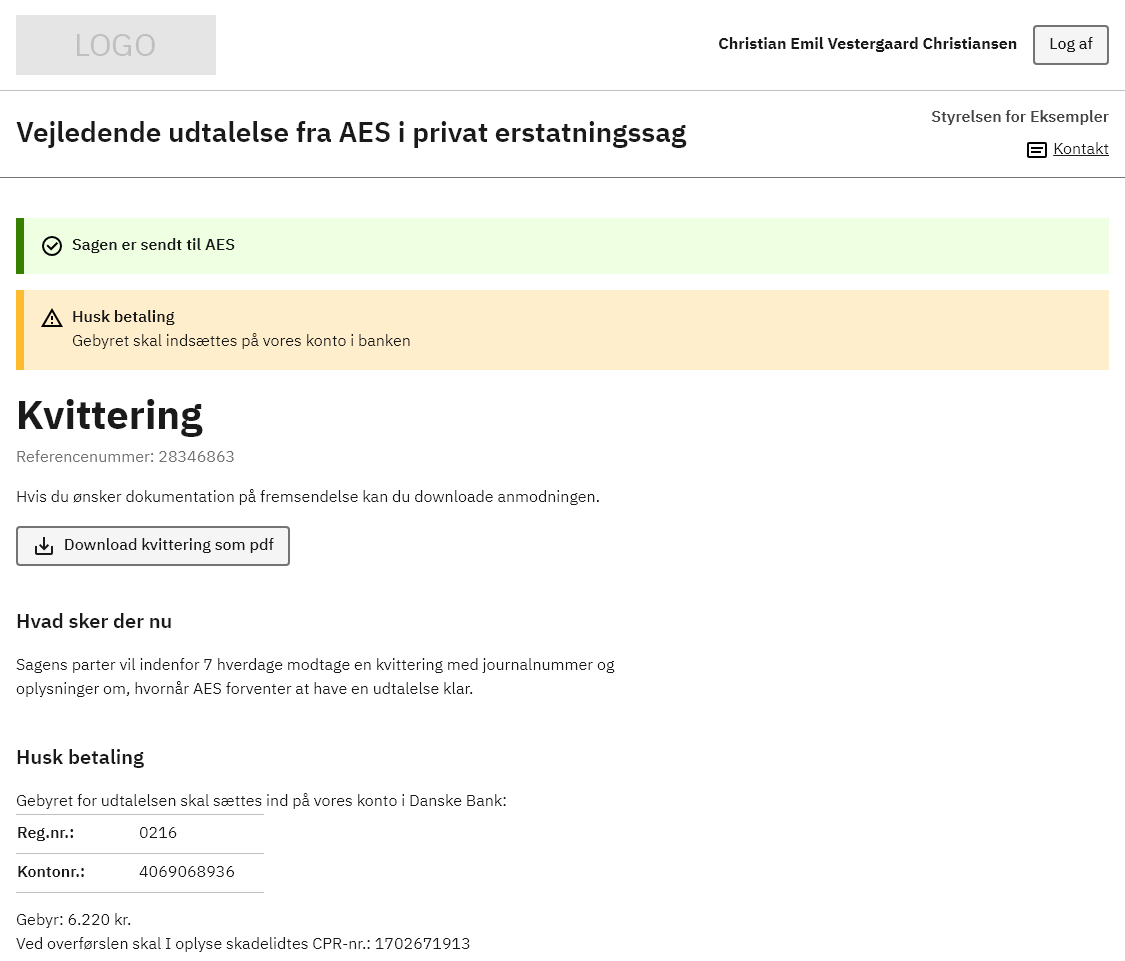 LOGO
Christian Emil Vestergaard Christiansen
Log af
Vejledende udtalelse fra AES i privat erstatningssag
Styrelsen for Eksempler
Kontakt
Sagen er sendt til AES
Husk betaling
Gebyret skal indsættes på vores konto i banken
Kvittering
Referencenummer: 28346863
Hvis du ønsker dokumentation på fremsendelse kan du downloade anmodningen.
Download kvittering som pdf
Hvad sker der nu
Sagens parter vil indenfor 7 hverdage modtage en kvittering med journalnummer og
oplysninger om, hvornår AES forventer at have en udtalelse klar.
Husk betaling
Gebyret for udtalelsen skal sættes ind på vores konto i Danske Bank:
Reg.nr.: 0216
Kontonr.: 4069068936
Gebyr: 6.220 kr.
Ved overførslen skal I oplyse skadelidtes CPR-nr.: 1702671913